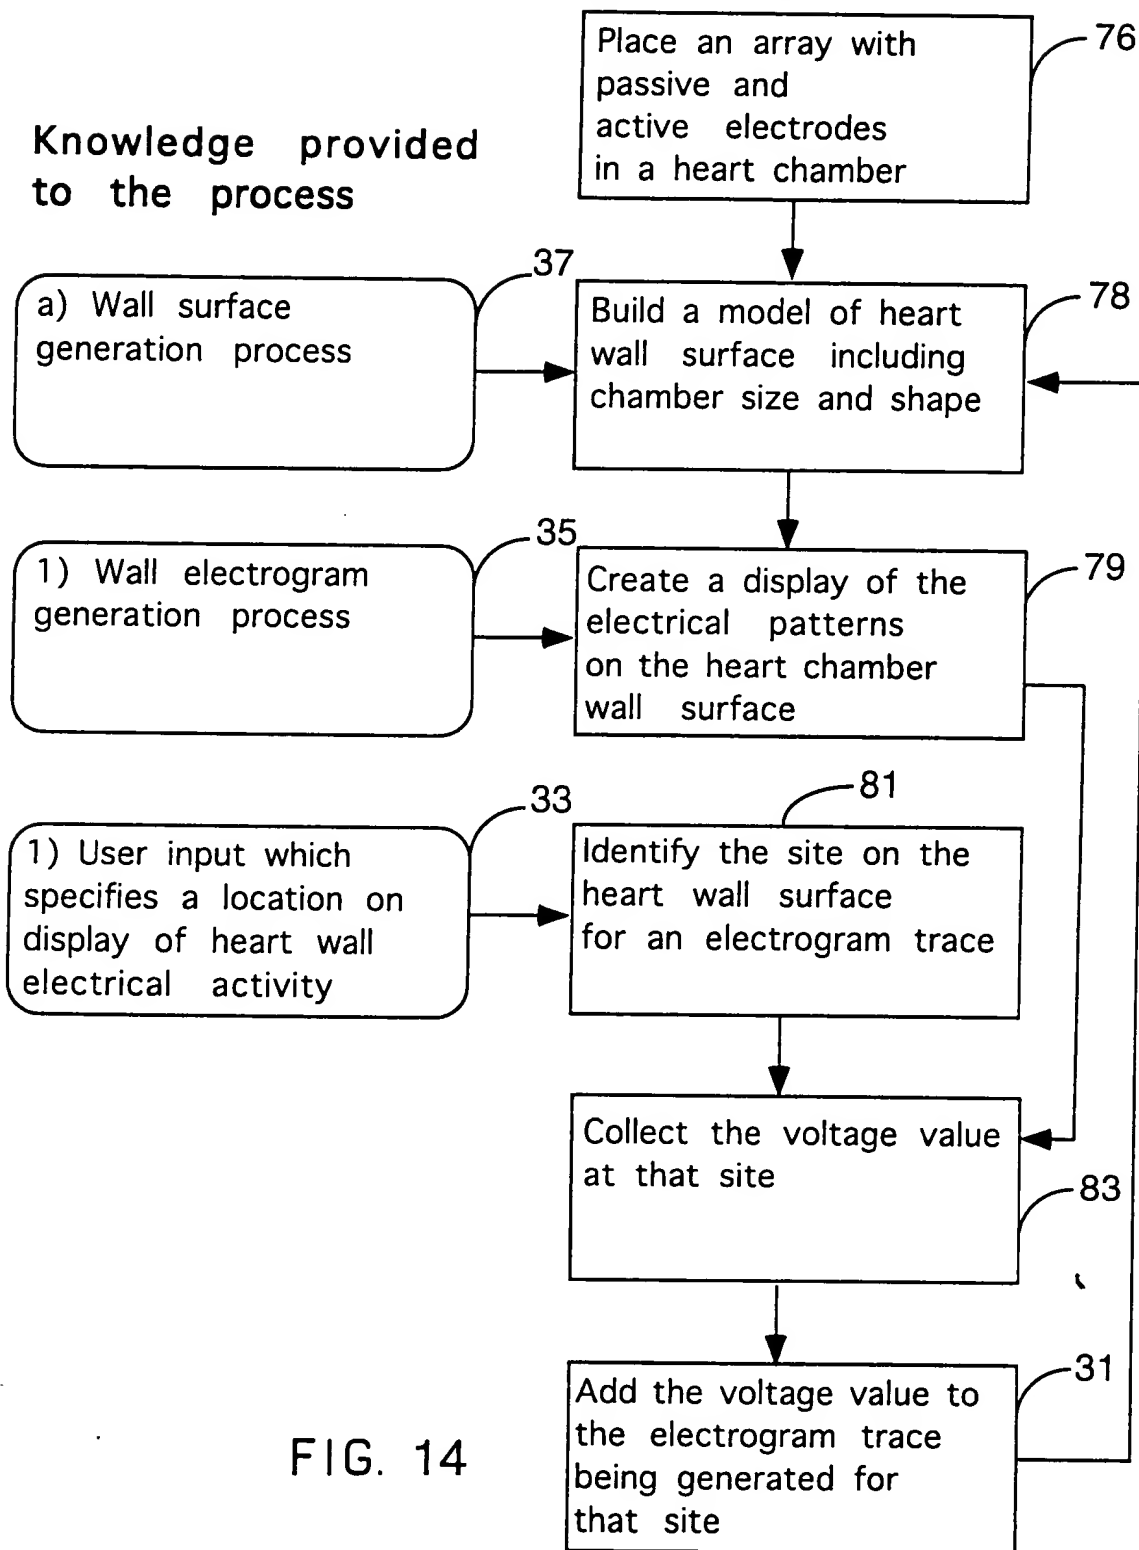 Place an array with
passive and
active electrodes
in a heart chamber
76
Knowledge provided
to the process
37
a) Wall surface
generation process
Build a model of heart
wall surface including
chamber size and shape
78
35
1) Wall electrogram
generation process
Create a display of the
electrical patterns
on the heart chamber
wall surface
79
33
1) User input which
specifies a location on
display of heart wall
electrical activity
81
Identify the site on the
heart wall surface
for an electrogram trace
Collect the voltage value
at that site
83
Add the voltage value to
the electrogram trace
being generated for
that site
31
FIG. 14